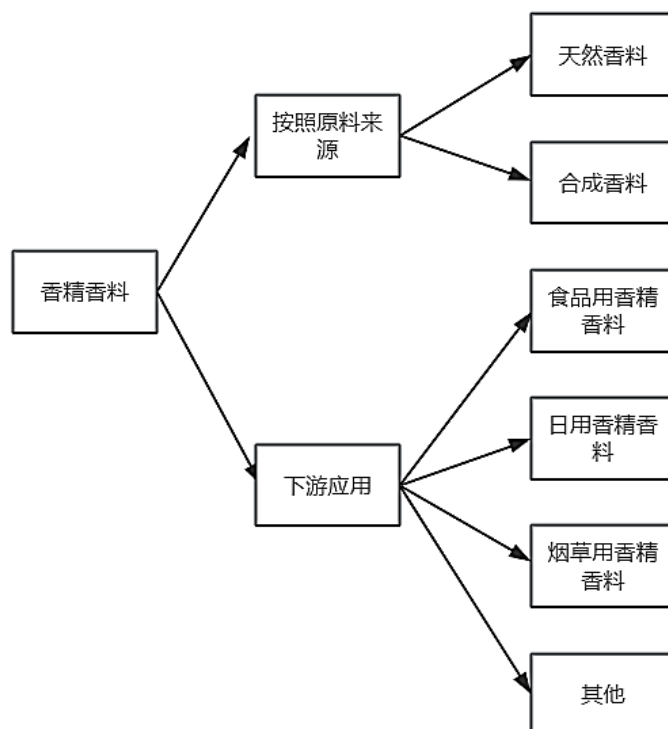 天然香料
按照原料来
源
合成香料
香精香料
食品用香精
香料
日用香精香
料
下游应用
烟草用香精
香料
其他